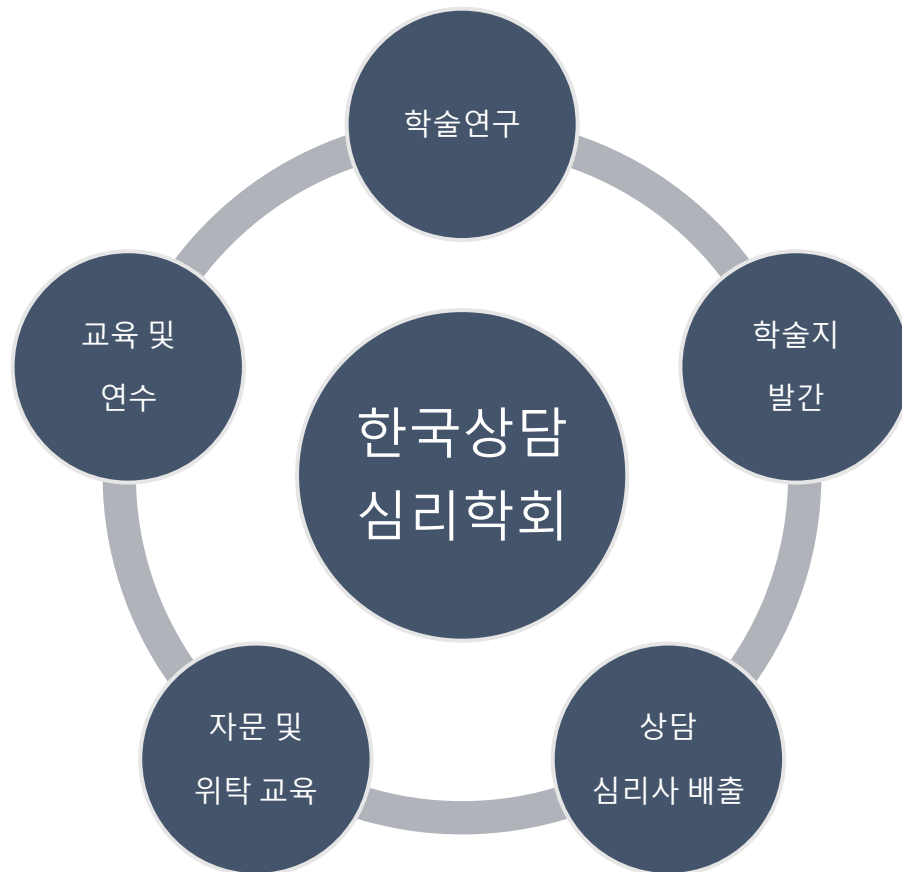 학술연구
교육 및
연수
학술지
발간
한국상담
심리학회
자문 및
위탁 교육
상담
심리사 배출